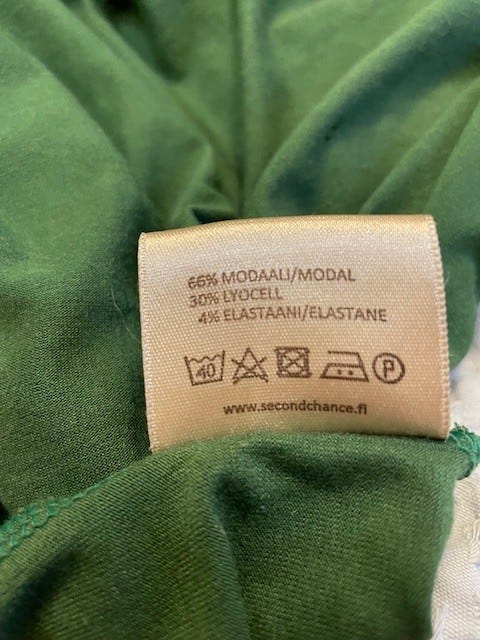 66% MODAALI/MODAL
30% LYOCELL
4% ELASTAANI/ELASTANE
40 P
www.secondchance.fi